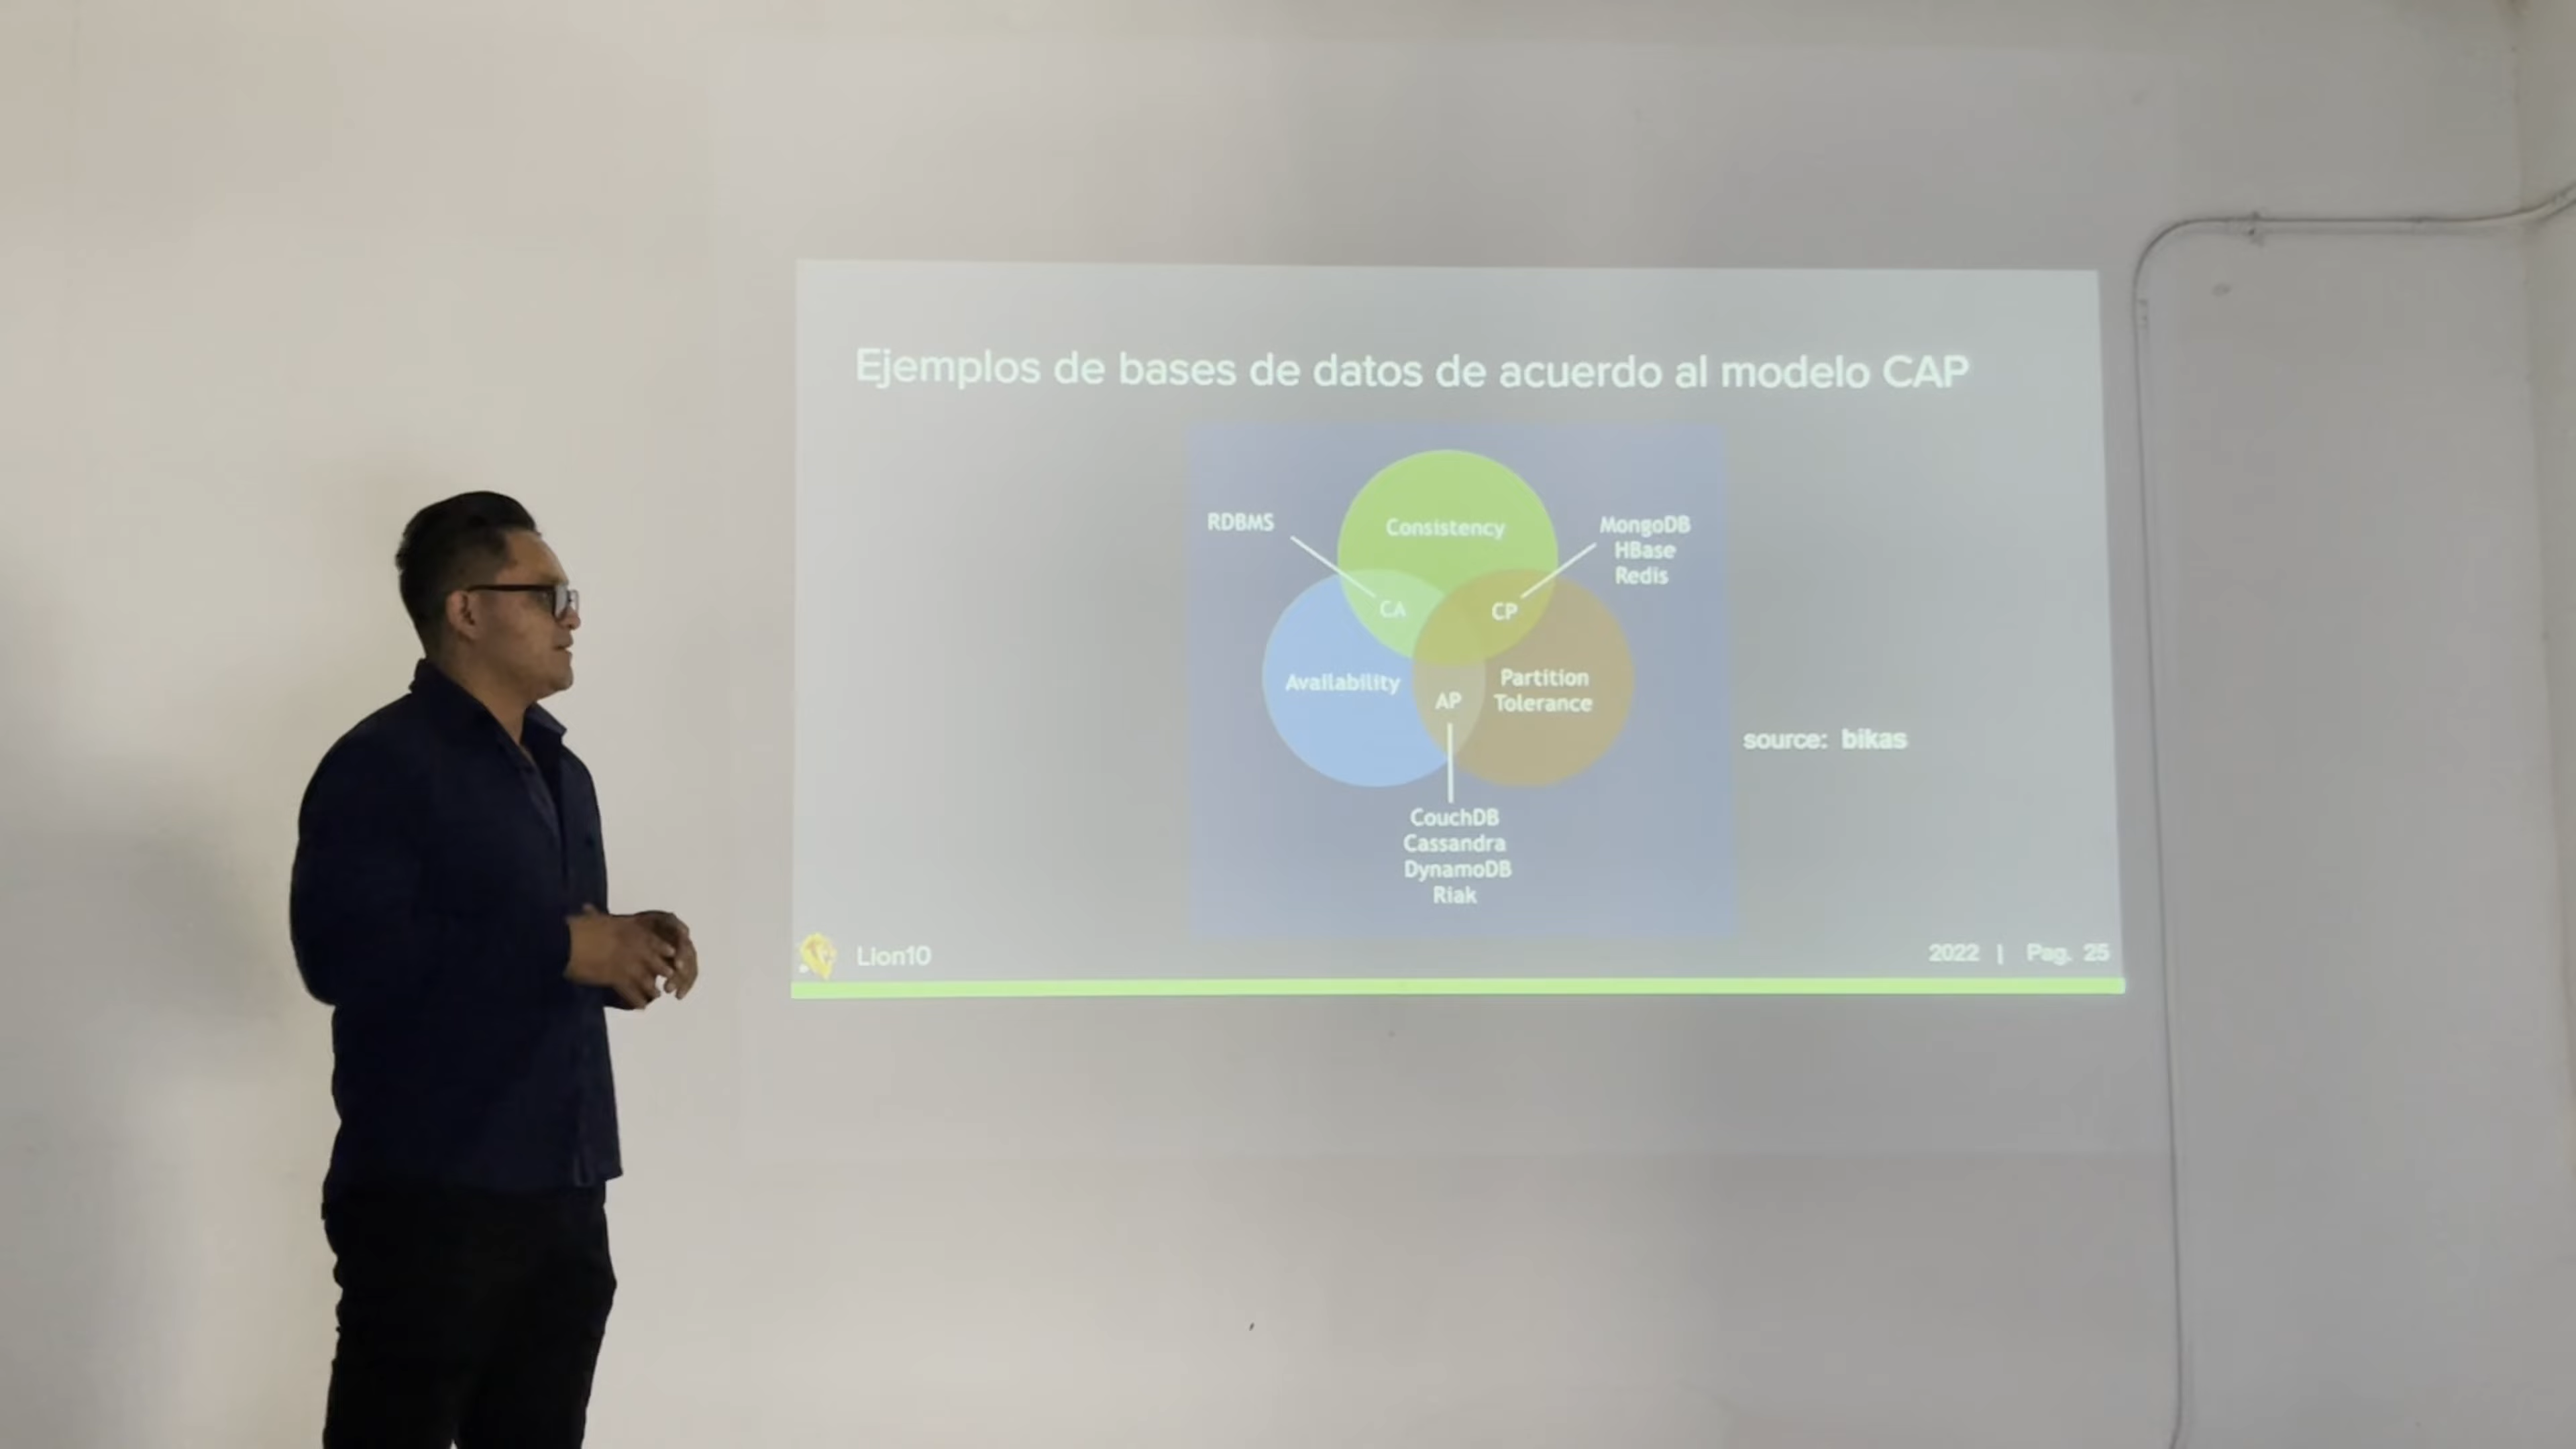 Ejemplos de bases de datos de acuerdo al modelo CAP
RDBMS
Consistency
MongoDB
HBase
Redis
CA
CP
Availability
AP
Partition
Tolerance
source: bikas
CouchDB
Cassandra
DynamoDB
Riak
Lion10
2022 | Pag. 25